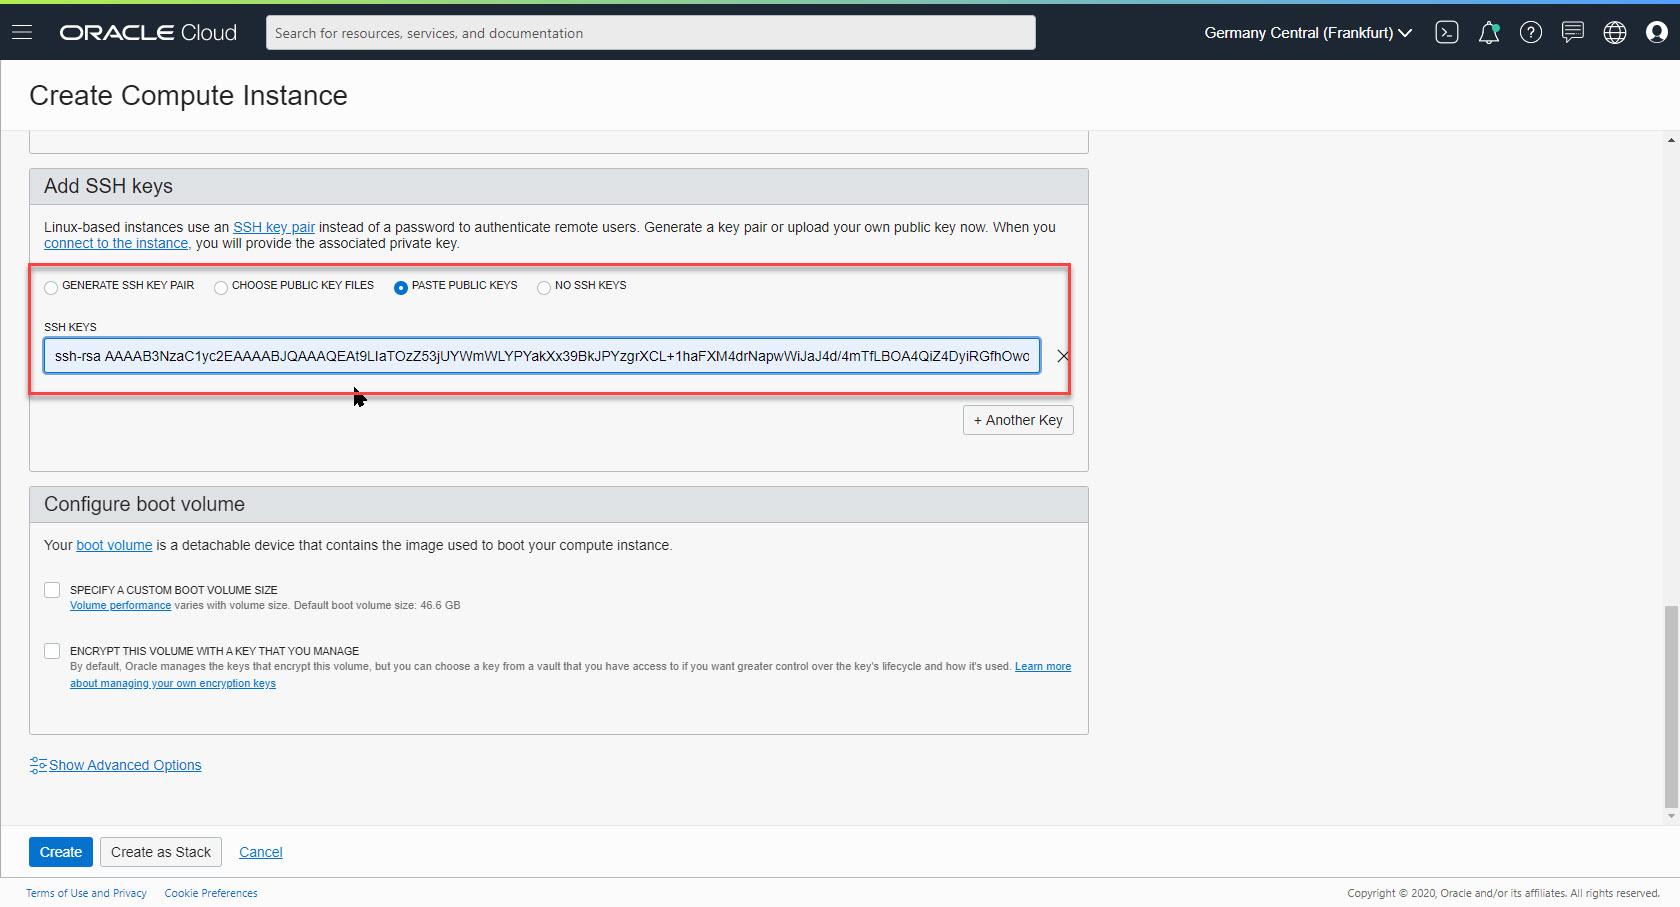 ORACLE Cloud
Search for resources, services, and documentation
Germany Central (Frankfurt)
Create Compute Instance
Add SSH keys
Linux-based instances use an SSH key pair instead of a password to authenticate remote users. Generate a key pair or upload your own public key now. When you
connect to the instance, you will provide the associated private key.
GENERATE SSH KEY PAIR CHOOSE PUBLIC KEY FILES PASTE PUBLIC KEYS NO SSH KEYS
SSH KEYS
ssh-rsa AAAAB3NzaC1yc2EAAAABJQAAAQEAt9LIaTOzZ53jUYWmWLYPYakXx39BkJPYzgrXCL+1haFXM4drNapwWiJaJ4d/4mTfLBOA4QiZ4DyiRGfhOwo
+ Another Key
Configure boot volume
Your boot volume is a detachable device that contains the image used to boot your compute instance.
SPECIFY A CUSTOM BOOT VOLUME SIZE
Volume performance varies with volume size. Default boot volume size: 46.6 GB
ENCRYPT THIS VOLUME WITH A KEY THAT YOU MANAGE
By default, Oracle manages the keys that encrypt this volume, but you can choose a key from a vault that you have access to if you want greater control over the key's lifecycle and how it's used. Learn more
about managing your own encryption keys
Show Advanced Options
Create Create as Stack Cancel
Terms of Use and Privacy Cookie Preferences
Copyright © 2020, Oracle and/or its affiliates. All rights reserved.